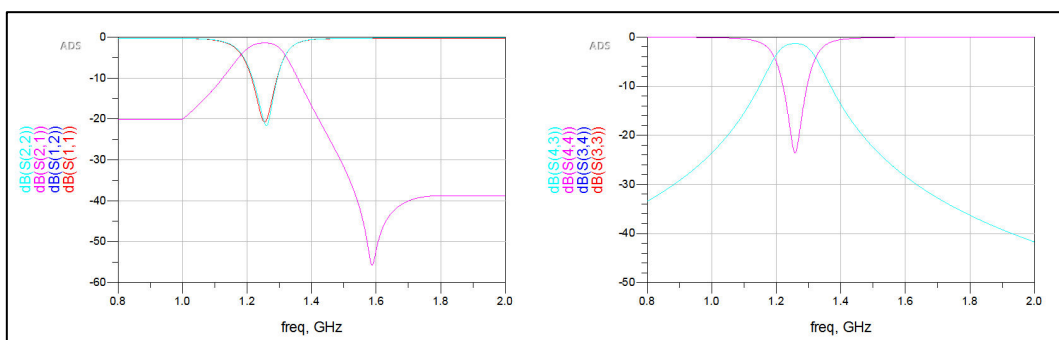 ADS
0
-10
-20
-30
-40
-50
-60
0.8 1.0 1.2 1.4 1.6 1.8 2.0
freq, GHz
dB(S(2,2))
dB(S(2,1))
dB(S(1,2))
dB(S(1,1))
ADS
0
-10
-20
-30
-40
-50
0.8 1.0 1.2 1.4 1.6 1.8 2.0
freq, GHz
dB(S(4,3))
dB(S(4,4))
dB(S(3,4))
dB(S(3,3))